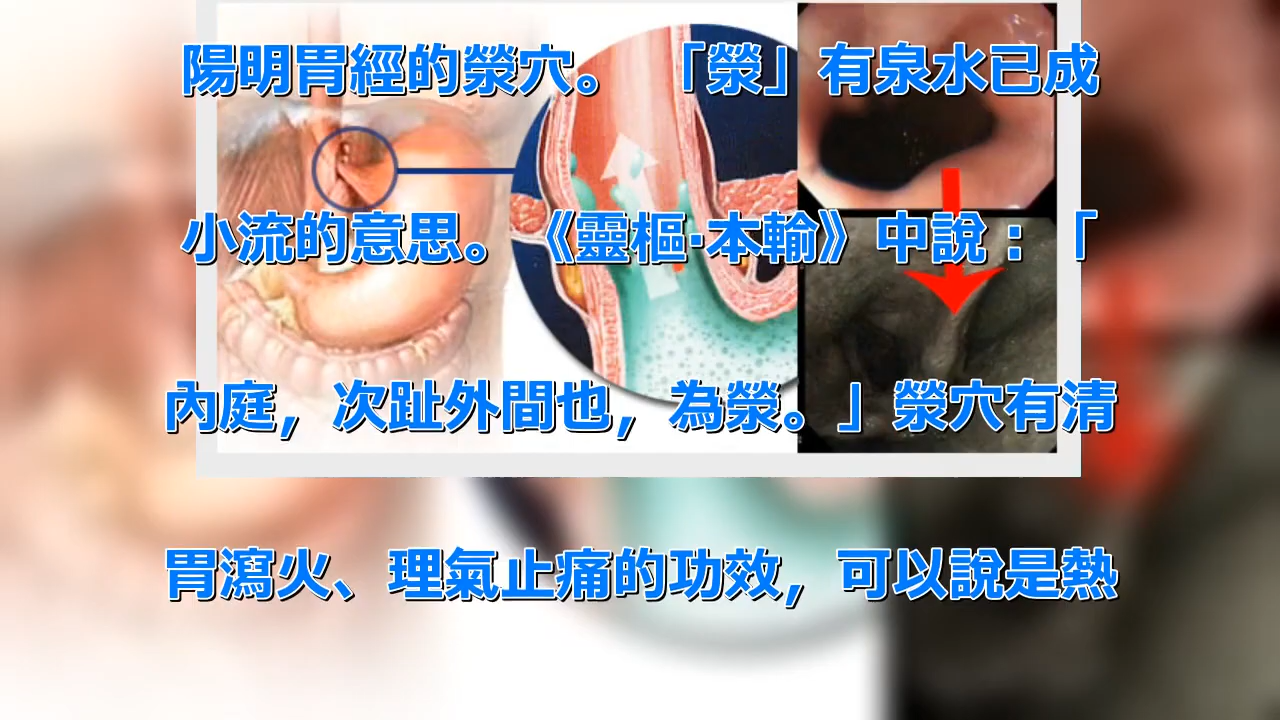 陽明胃經的滎穴。 「滎」有泉水已成
小流的意思。 《靈樞·本輸》中說：「
內庭，次趾外間也，為滎。」滎穴有清
胃瀉火、理氣止痛的功效，可以說是熱